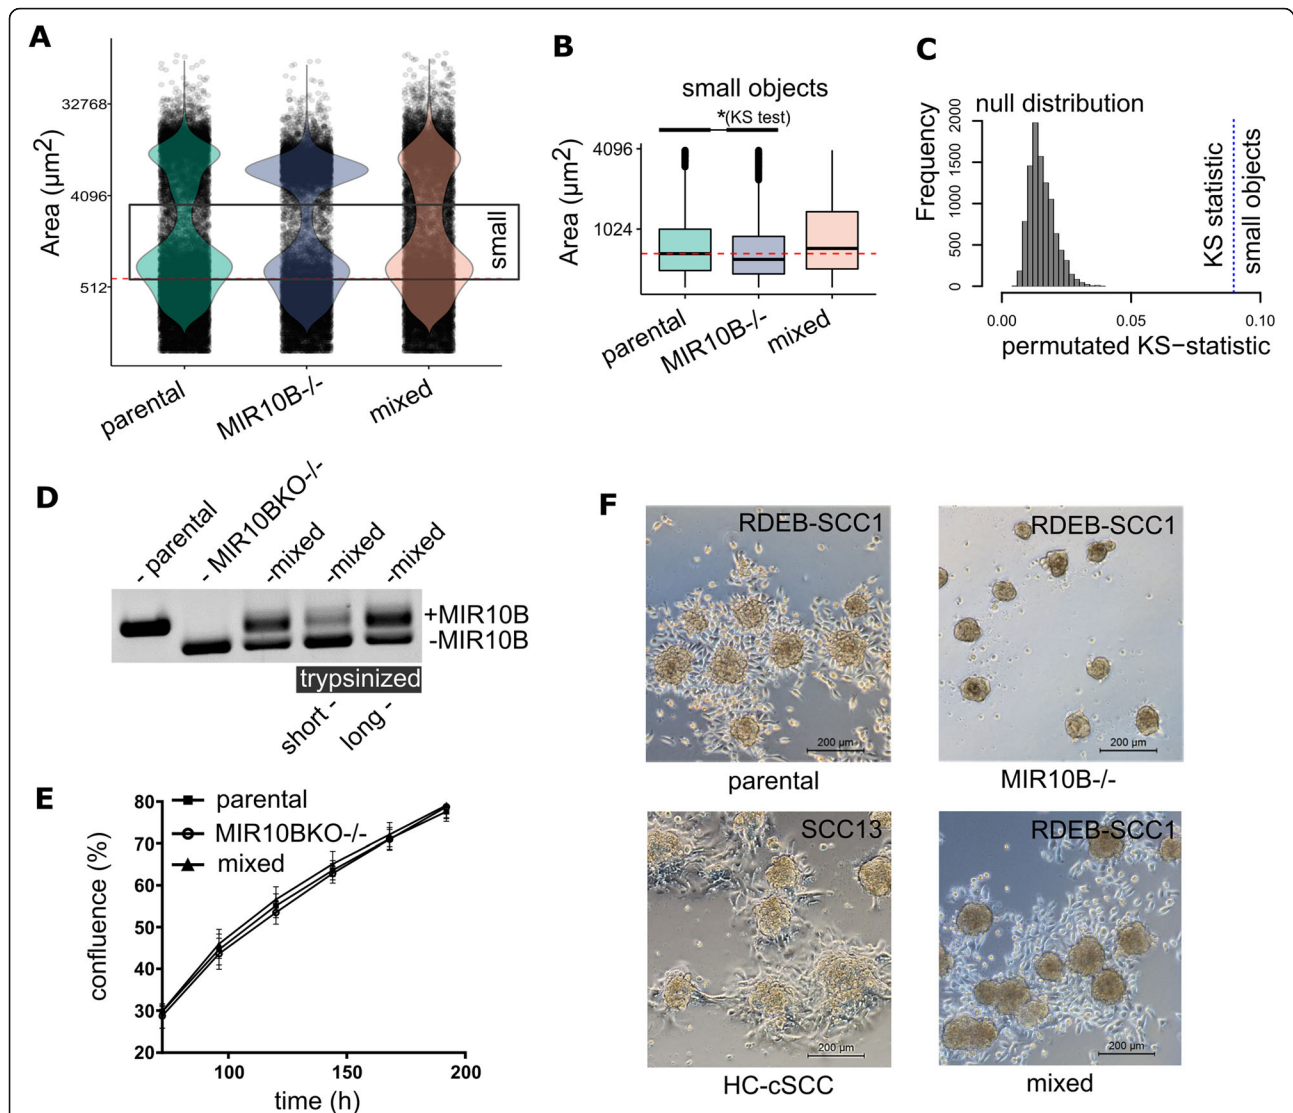 A
Area (µm2)
32768
4096
512
small
parental
MIR10B-/-
mixed
B
small objects
*(KS test)
Area (µm2)
4096
1024
parental
MIR10B-/-
mixed
C
null distribution
Frequency
2000
1500
1000
500
0
KS statistic
small objects
0.00
0.05
0.10
permutated KS−statistic
D
- parental
- MIR10BKO-/-
-mixed
-mixed
-mixed
+MIR10B
-MIR10B
trypsinized
short -
long -
E
parental
MIR10BKO-/-
mixed
confluence (%)
80
70
60
50
40
30
20
100
150
200
time (h)
F
RDEB-SCC1
200 µm
parental
RDEB-SCC1
200 µm
MIR10B-/-
SCC13
200 µm
HC-cSCC
RDEB-SCC1
200 µm
mixed